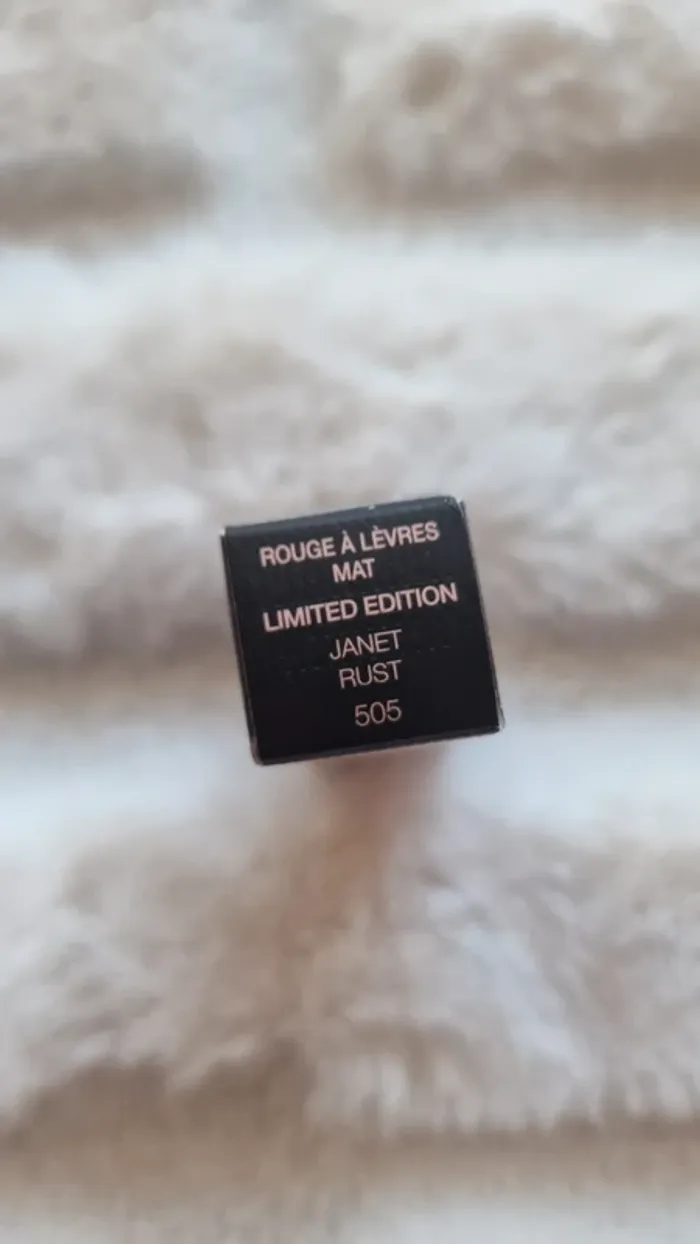 ROUGE À LÈVRES
MAT
LIMITED EDITION
JANET
RUST
505